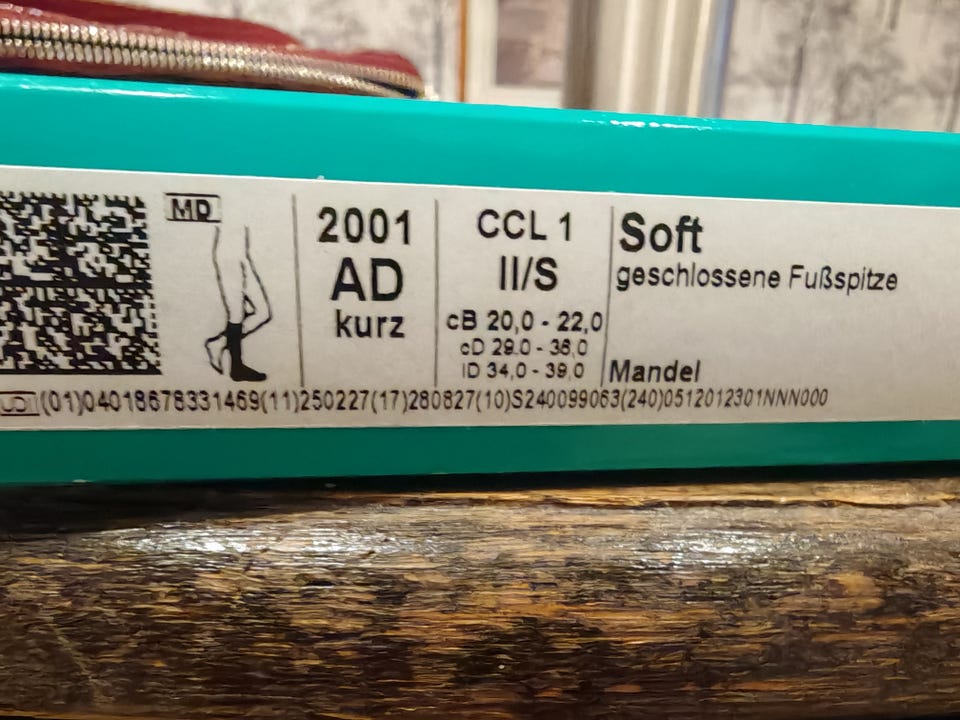 MD
2001
AD
kurz
CCL 1
II/S
cB 20,0 - 22,0
cD 29.0 - 36,0
lD 34,0 - 39,0
Soft
geschlossene Fußspitze
Mandel
UDI (01)04018678331469(11)250227(17)280827(10)S240099063(240)0512012301NNN000